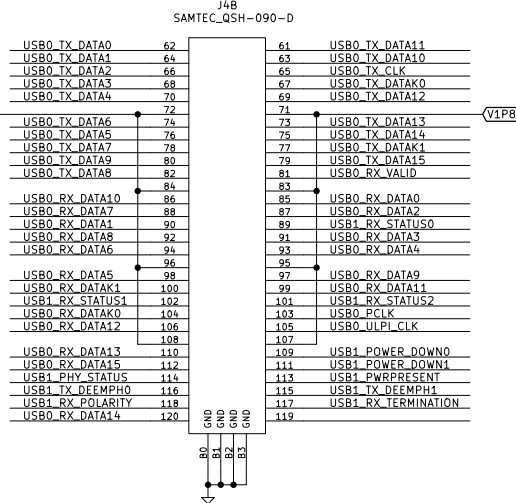 J4B
SAMTEC_QSH-090-D
USB0_TX_DATA0 62 61 USB0_TX_DATA11
USB0_TX_DATA1 64 63 USB0_TX_DATA10
USB0_TX_DATA2 66 65 USB0_TX_CLK
USB0_TX_DATA3 68 67 USB0_TX_DATAK0
USB0_TX_DATA4 70 69 USB0_TX_DATA12
72 71 V1P8
USB0_TX_DATA6 74 73 USB0_TX_DATA13
USB0_TX_DATA5 76 75 USB0_TX_DATA14
USB0_TX_DATA7 78 77 USB0_TX_DATAK1
USB0_TX_DATA9 80 79 USB0_TX_DATA15
USB0_TX_DATA8 82 81 USB0_RX_VALID
84 83
USB0_RX_DATA10 86 85 USB0_RX_DATA0
USB0_RX_DATA7 88 87 USB0_RX_DATA2
USB0_RX_DATA1 90 89 USB1_RX_STATUS0
USB0_RX_DATA8 92 91 USB0_RX_DATA3
USB0_RX_DATA6 94 93 USB0_RX_DATA4
96 95
USB0_RX_DATA5 98 97 USB0_RX_DATA9
USB0_RX_DATAK1 100 99 USB0_RX_DATA11
USB1_RX_STATUS1 102 101 USB1_RX_STATUS2
USB0_RX_DATAK0 104 103 USB0_PCLK
USB0_RX_DATA12 106 105 USB0_ULPI_CLK
108 107
USB0_RX_DATA13 110 109 USB1_POWER_DOWN0
USB0_RX_DATA15 112 111 USB1_POWER_DOWN1
USB1_PHY_STATUS 114 113 USB1_PWRPRESENT
USB1_TX_DEEMPH0 116 115 USB1_TX_DEEMPH1
USB1_RX_POLARITY 118 117 USB1_RX_TERMINATION
USB0_RX_DATA14 120 119
GND GND GND GND
B0 B1 B2 B3